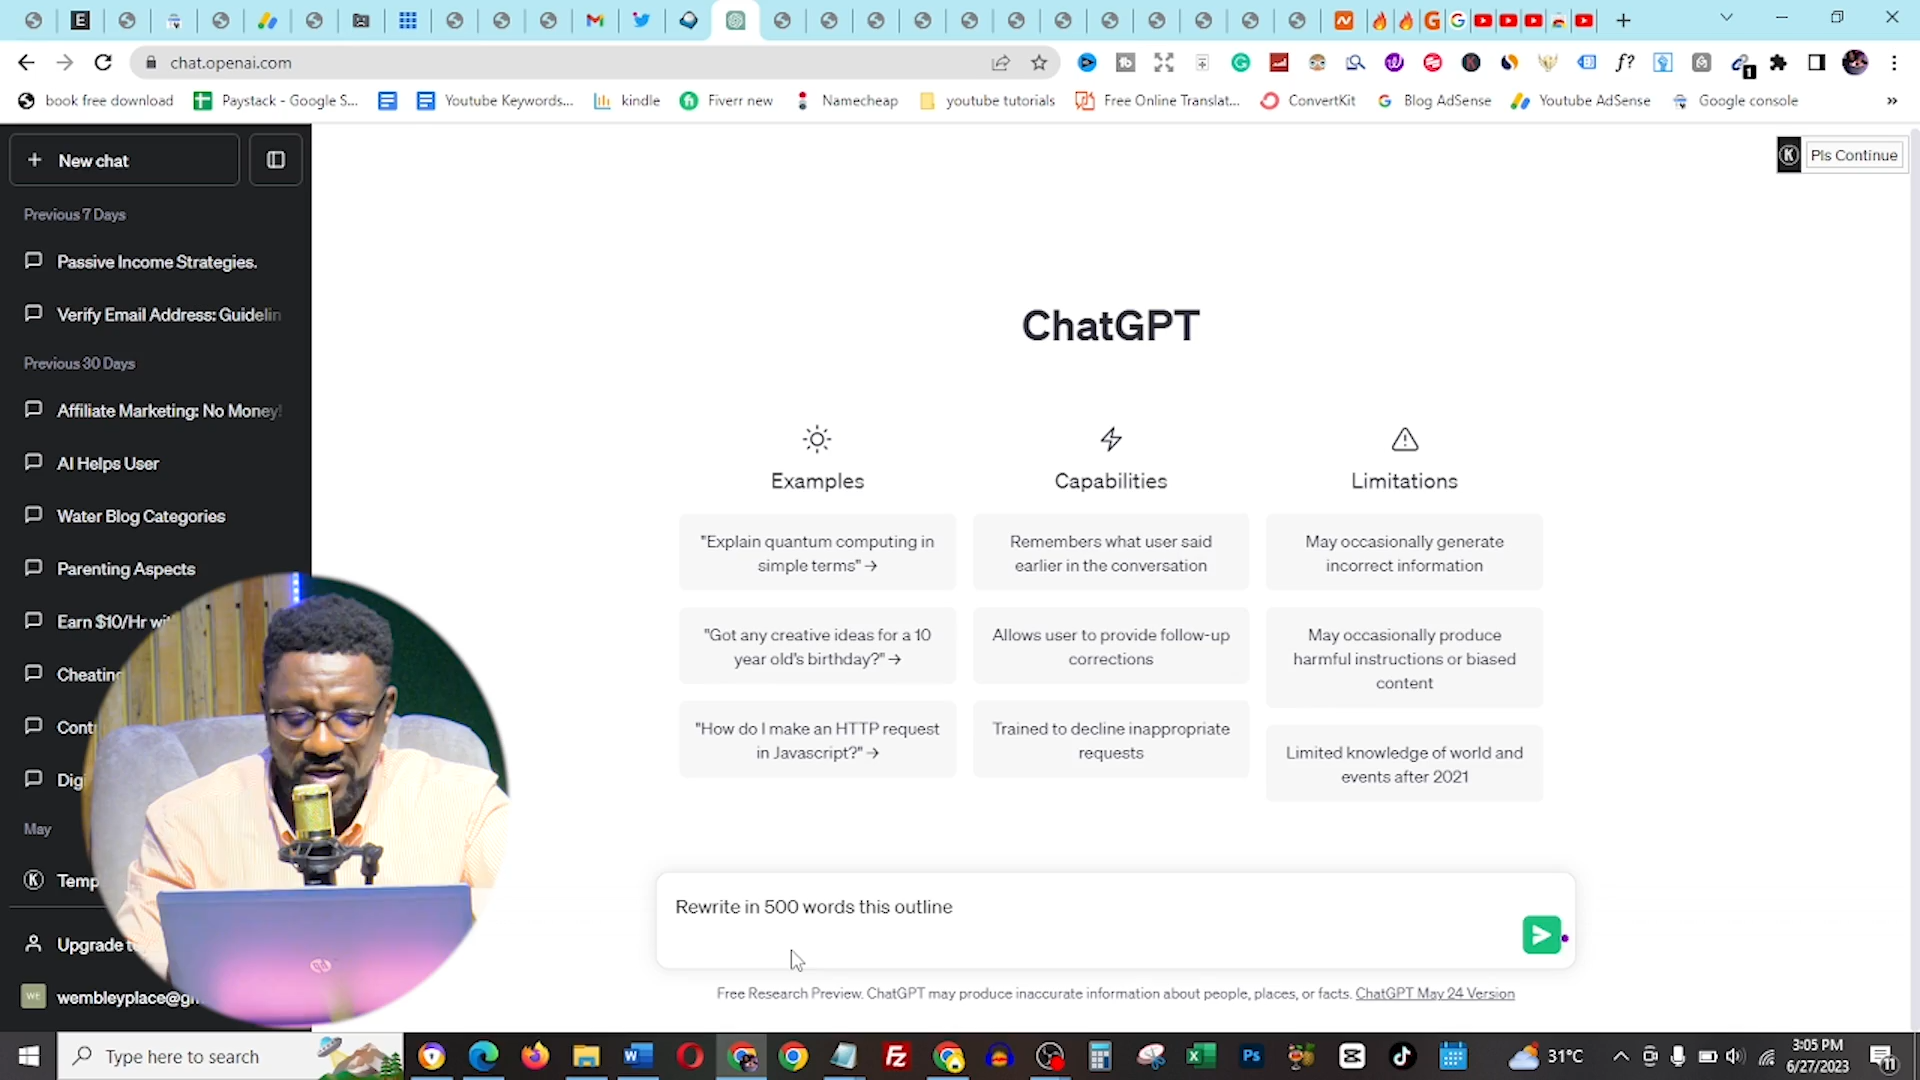 chat.openai.com
book free download
Paystack - Google S...
Youtube Keywords...
kindle
Fiverr new
Namecheap
youtube tutorials
Free Online Translat...
ConvertKit
Blog AdSense
Youtube AdSense
Google console
»
+ New chat
Pls Continue
Previous 7 Days
Passive Income Strategies.
Verify Email Address: Guidelin
Previous 30 Days
Affiliate Marketing: No Money!
AI Helps User
Water Blog Categories
Parenting Aspects
Earn $10/Hr wi
Cheating
Cont
Digi
May
Temp
Upgrade t
WE
wembleyplace@g
ChatGPT
Examples
Capabilities
Limitations
"Explain quantum computing in
simple terms" →
Remembers what user said
earlier in the conversation
May occasionally generate
incorrect information
"Got any creative ideas for a 10
year old's birthday?" →
Allows user to provide follow-up
corrections
May occasionally produce
harmful instructions or biased
content
"How do I make an HTTP request
in Javascript?" →
Trained to decline inappropriate
requests
Limited knowledge of world and
events after 2021
Rewrite in 500 words this outline
Free Research Preview. ChatGPT may produce inaccurate information about people, places, or facts. ChatGPT May 24 Version
Type here to search
31°C
3:05 PM
6/27/2023
11